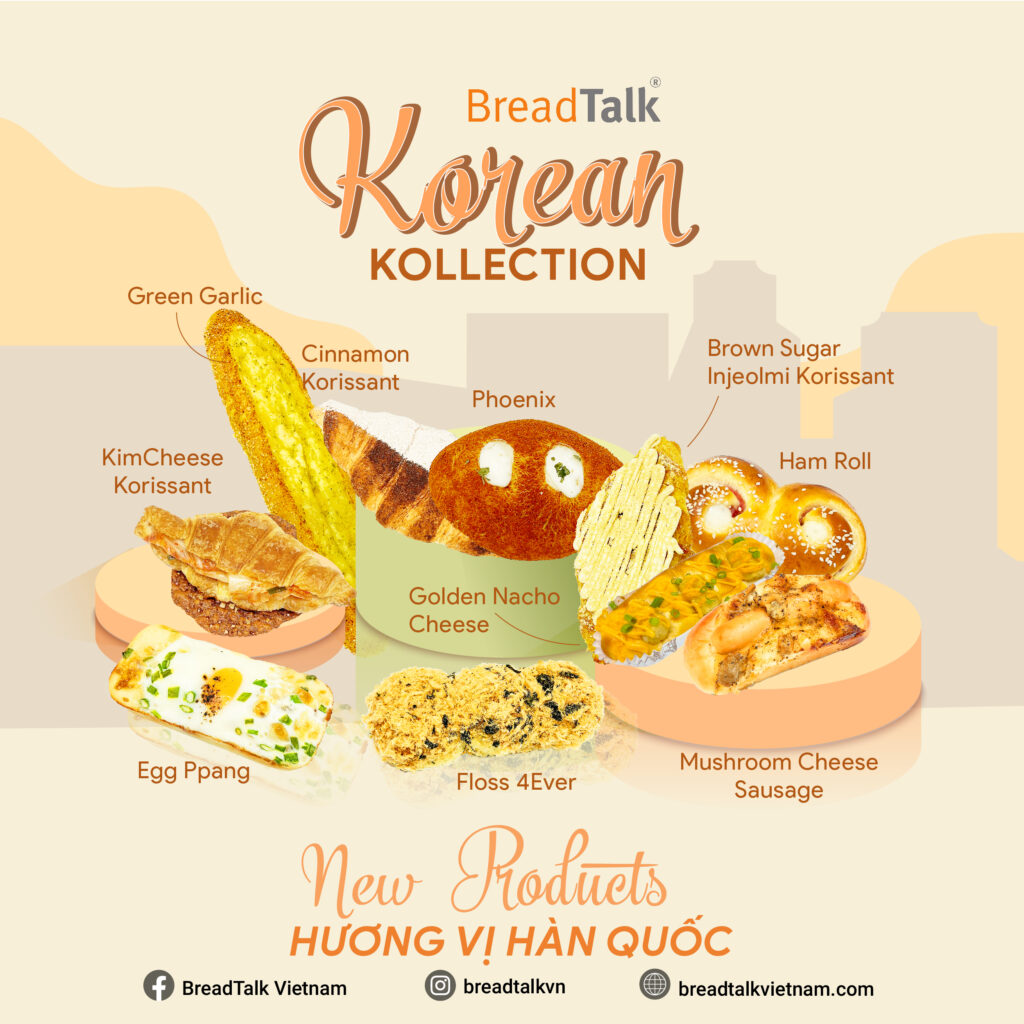 BreadTalk®
Korean
KOLLECTION
Green Garlic
Cinnamon
Korissant
Phoenix
Brown Sugar
Injeolmi Korissant
KimCheese
Korissant
Ham Roll
Golden Nacho
Cheese
Egg Ppang
Floss 4Ever
Mushroom Cheese
Sausage
New Products
HƯƠNG VỊ HÀN QUỐC
BreadTalk Vietnam
breadtalkvn
breadtalkvietnam.com